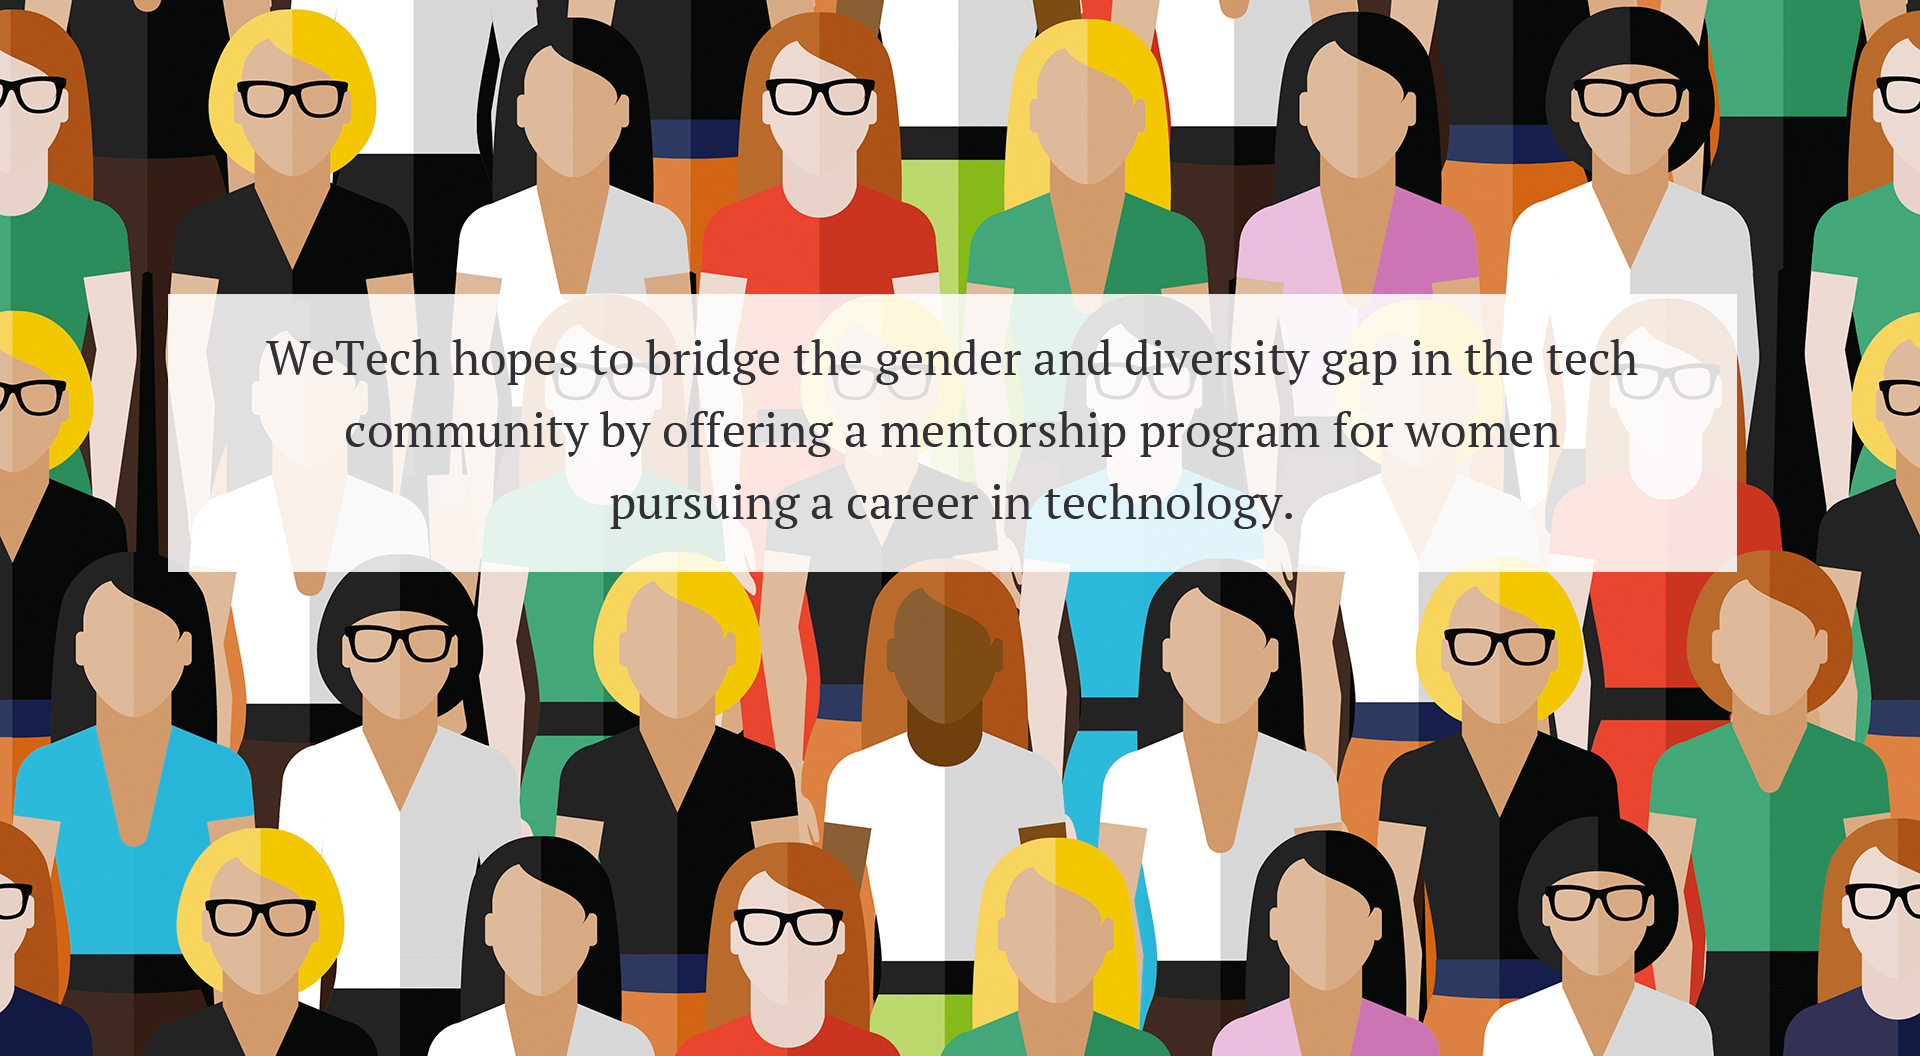 WeTech hopes to bridge the gender and diversity gap in the tech
community by offering a mentorship program for women
pursuing a career in technology.